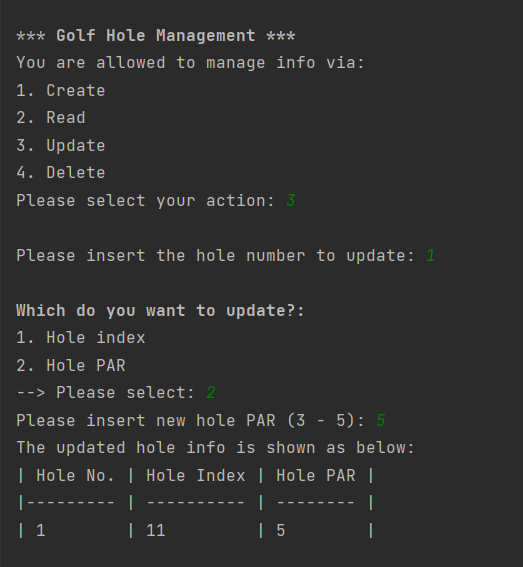 *** Golf Hole Management ***
You are allowed to manage info via:
1. Create
2. Read
3. Update
4. Delete
Please select your action: 3
Please insert the hole number to update: 1
Which do you want to update?:
1. Hole index
2. Hole PAR
--> Please select: 2
Please insert new hole PAR (3 - 5): 5
The updated hole info is shown as below:
| Hole No. | Hole Index | Hole PAR |
|--------- | ---------- | -------- |
| 1        | 11         | 5        |